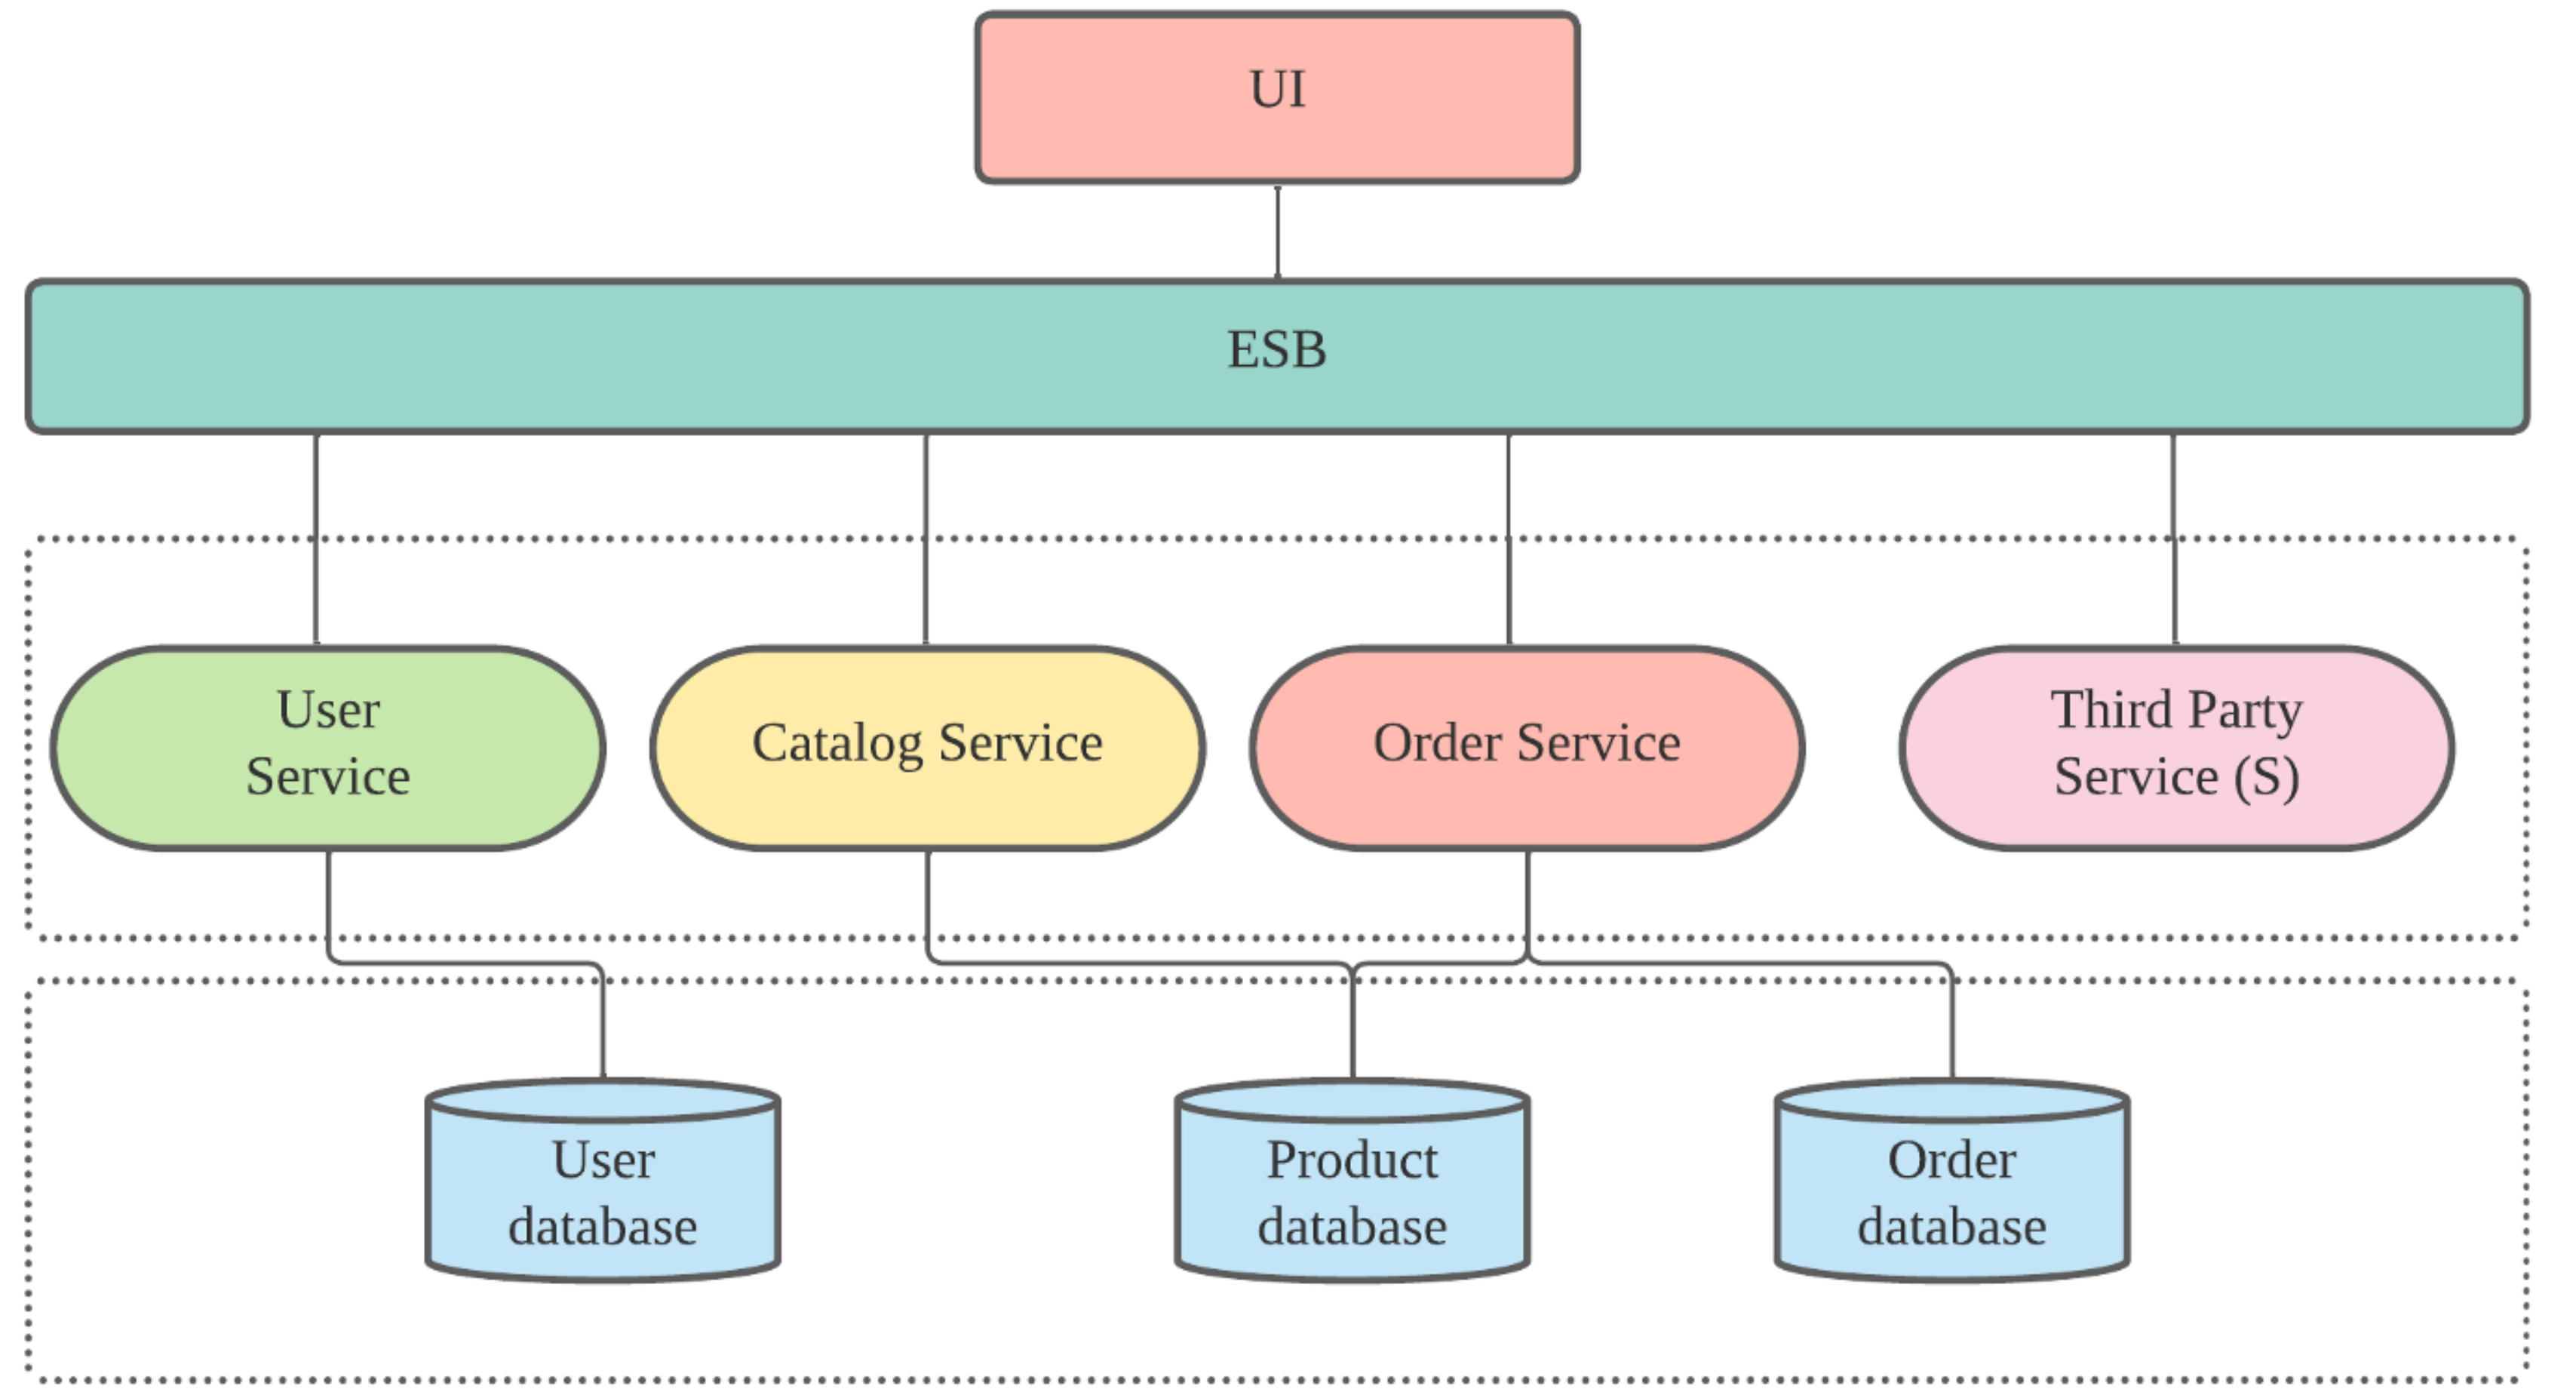 UI
ESB
User
Service
Catalog Service
Order Service
Third Party
Service (S)
User
database
Product
database
Order
database